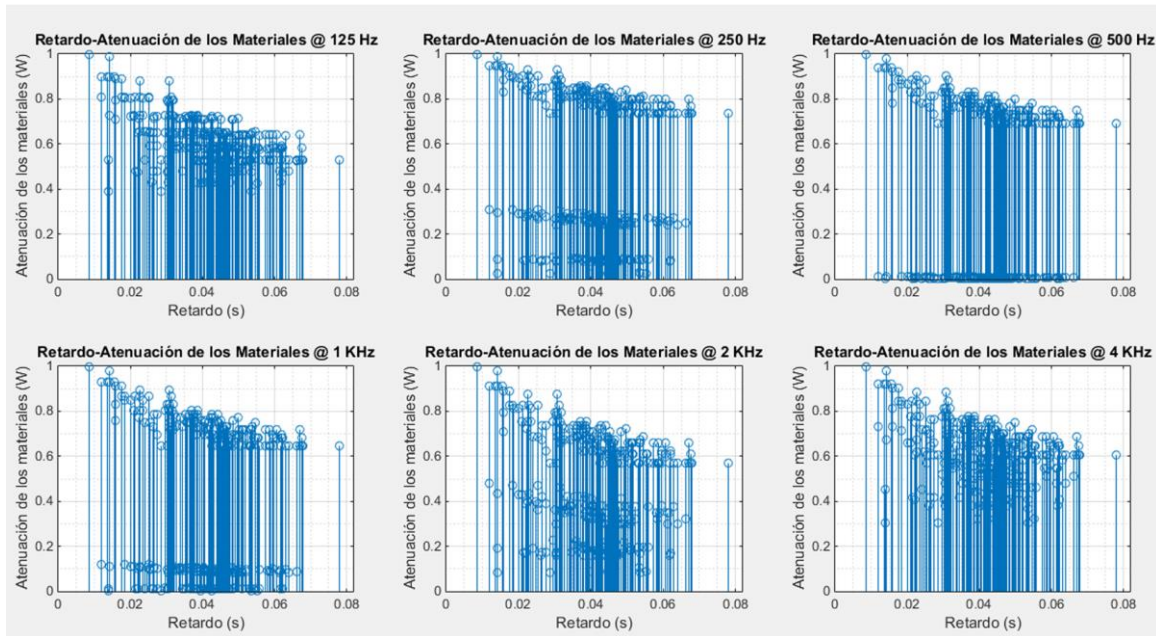 Retardo-Atenuación de los Materiales @ 125 Hz
Atenuación de los materiales (W)
1
0.8
0.6
0.4
0.2
0
0 0.02 0.04 0.06 0.08
Retardo (s)
Retardo-Atenuación de los Materiales @ 250 Hz
Atenuación de los materiales (W)
1
0.8
0.6
0.4
0.2
0
0 0.02 0.04 0.06 0.08
Retardo (s)
Retardo-Atenuación de los Materiales @ 500 Hz
Atenuación de los materiales (W)
1
0.8
0.6
0.4
0.2
0
0 0.02 0.04 0.06 0.08
Retardo (s)
Retardo-Atenuación de los Materiales @ 1 KHz
Atenuación de los materiales (W)
1
0.8
0.6
0.4
0.2
0
0 0.02 0.04 0.06 0.08
Retardo (s)
Retardo-Atenuación de los Materiales @ 2 KHz
Atenuación de los materiales (W)
1
0.8
0.6
0.4
0.2
0
0 0.02 0.04 0.06 0.08
Retardo (s)
Retardo-Atenuación de los Materiales @ 4 KHz
Atenuación de los materiales (W)
1
0.8
0.6
0.4
0.2
0
0 0.02 0.04 0.06 0.08
Retardo (s)